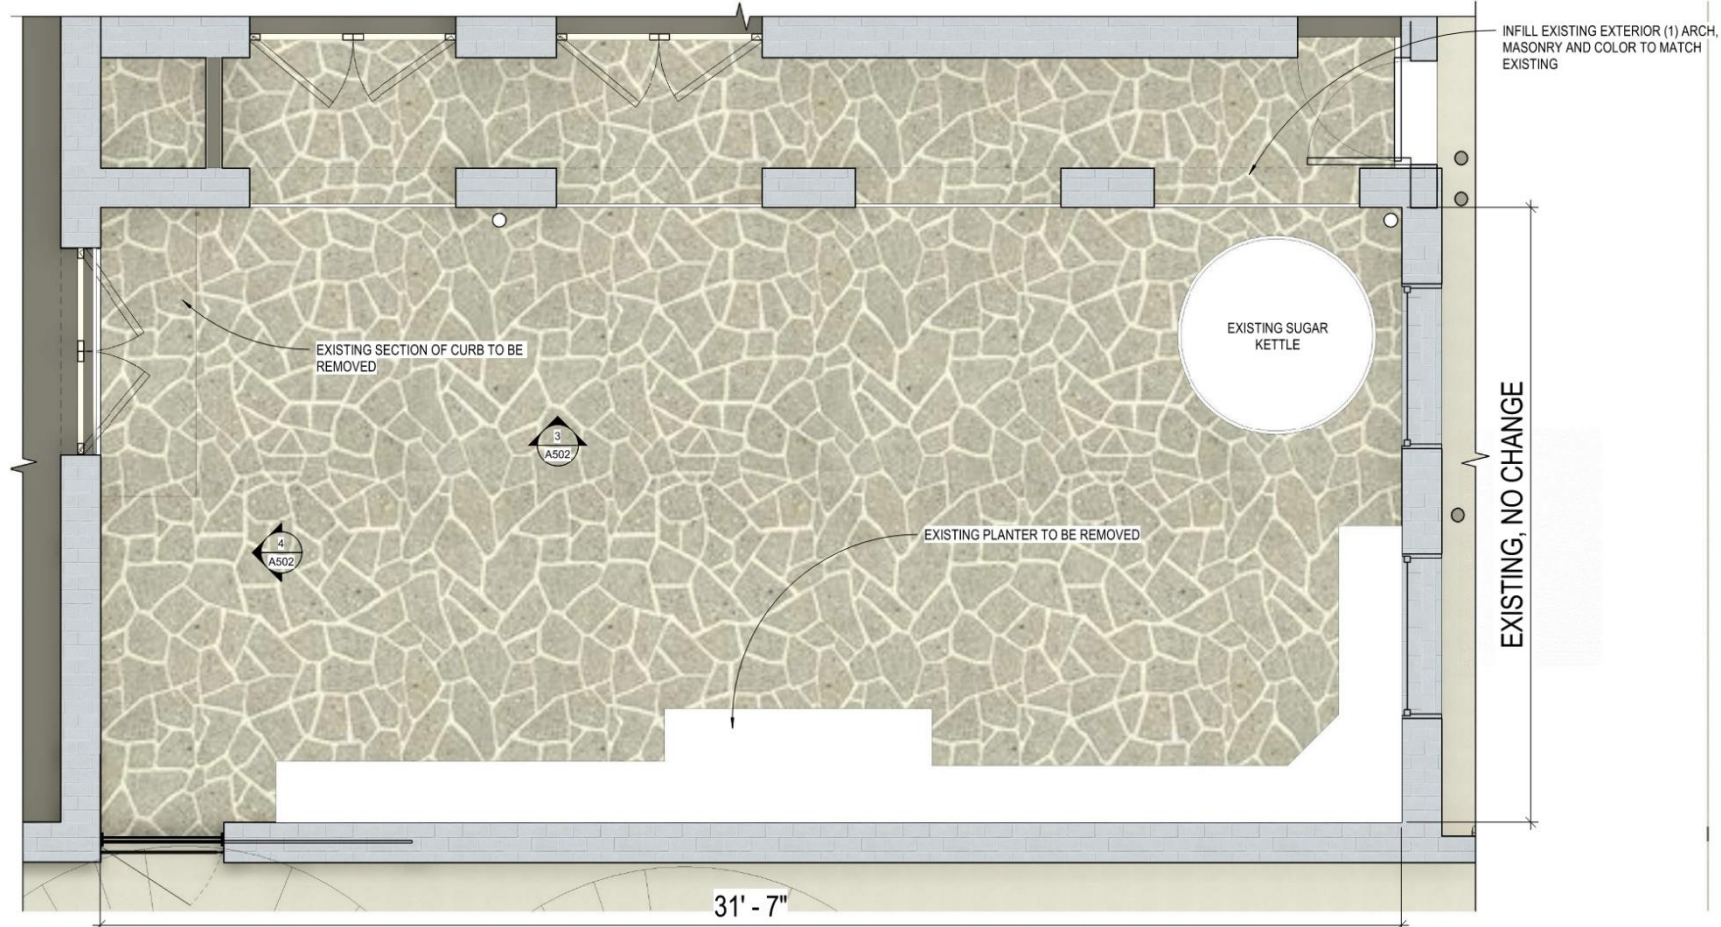 INFILL EXISTING EXTERIOR (1) ARCH,
MASONRY AND COLOR TO MATCH
EXISTING
EXISTING SUGAR
KETTLE
EXISTING SECTION OF CURB TO BE
REMOVED
3
A502
EXISTING, NO CHANGE
4
A502
EXISTING PLANTER TO BE REMOVED
31' - 7"